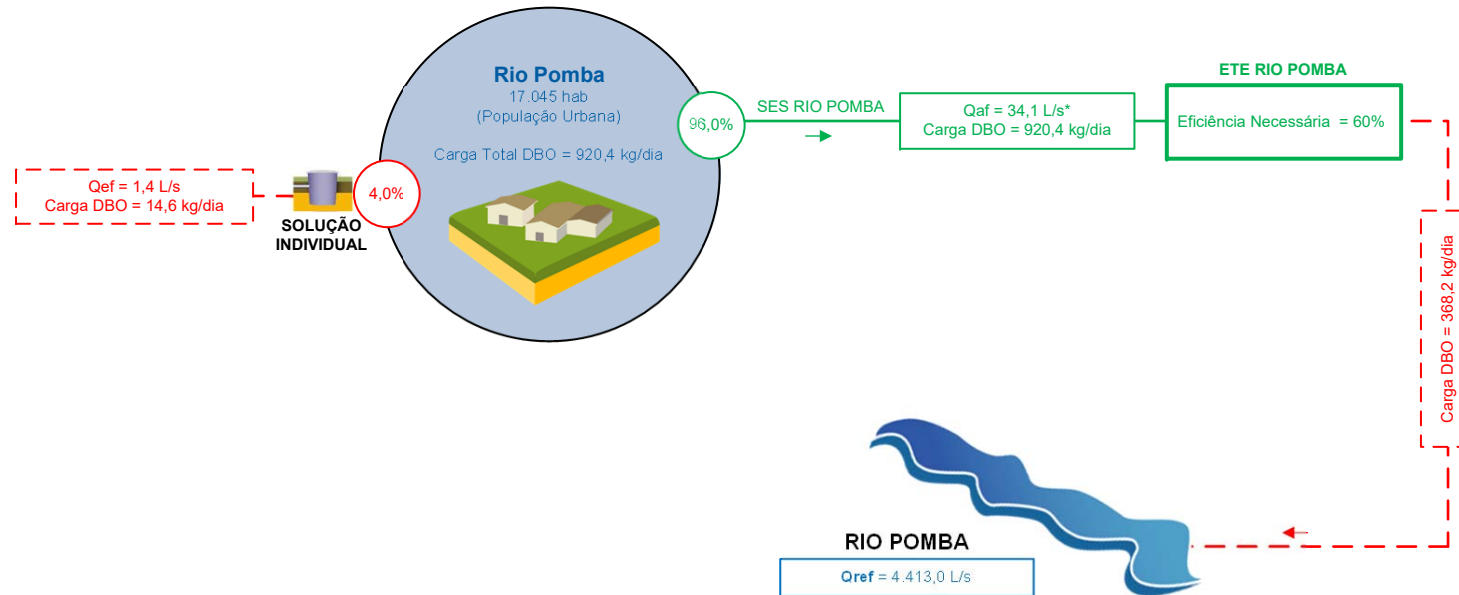 Rio Pomba
17.045 hab
(População Urbana)
Carga Total DBO = 920,4 kg/dia
96,0%
SES RIO POMBA
Qaf = 34,1 L/s*
Carga DBO = 920,4 kg/dia
ETE RIO POMBA
Eficiência Necessária = 60%
Qef = 1,4 L/s
Carga DBO = 14,6 kg/dia
SOLUÇÃO
INDIVIDUAL
4,0%
Carga DBO = 368,2 kg/dia
RIO POMBA
Qref = 4.413,0 L/s